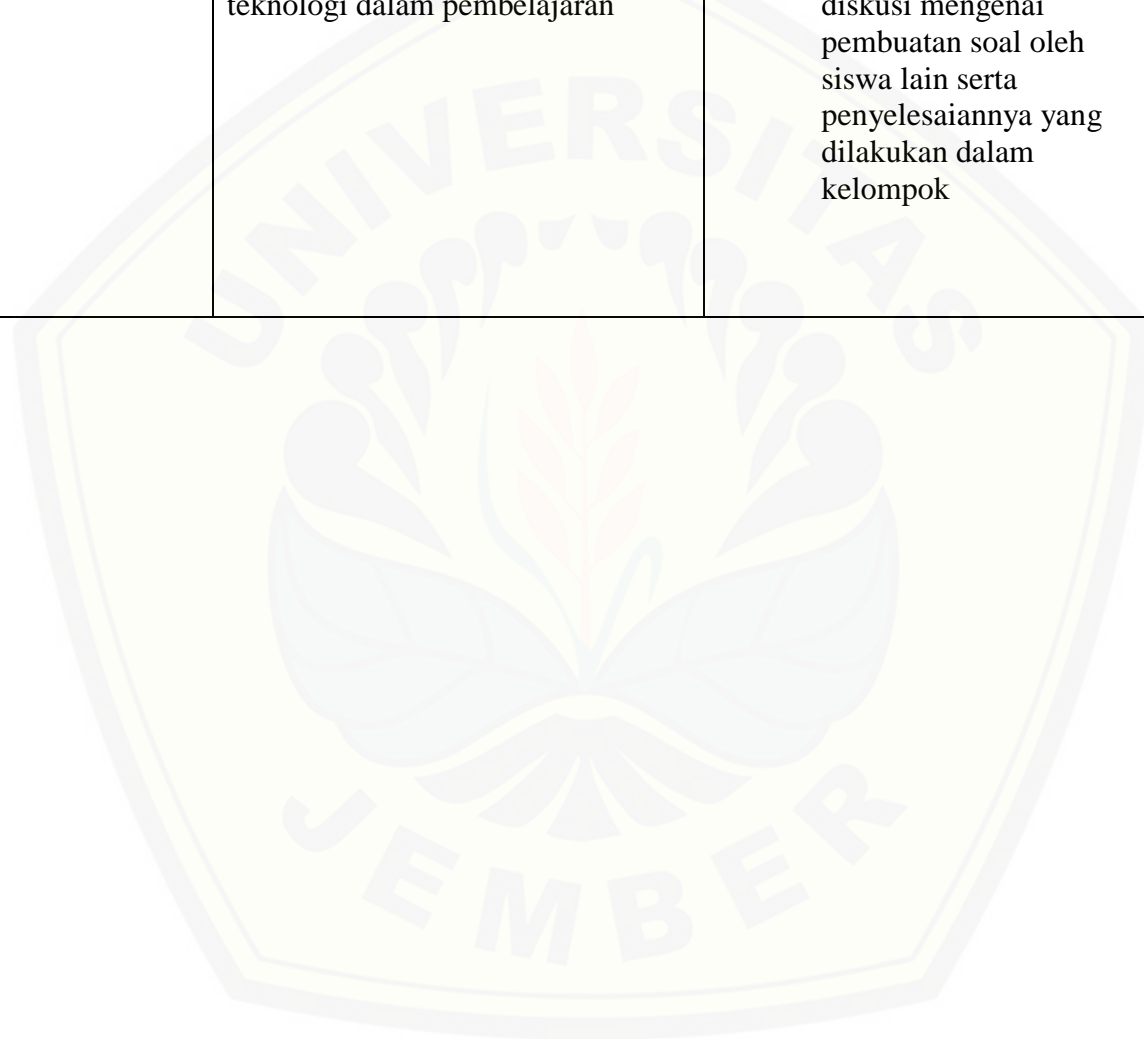 teknologi dalam pembelajaran
diskusi mengenai
pembuatan soal oleh
siswa lain serta
penyelesaiannya yang
dilakukan dalam
kelompok
UNIVERSITAS
JEMBER